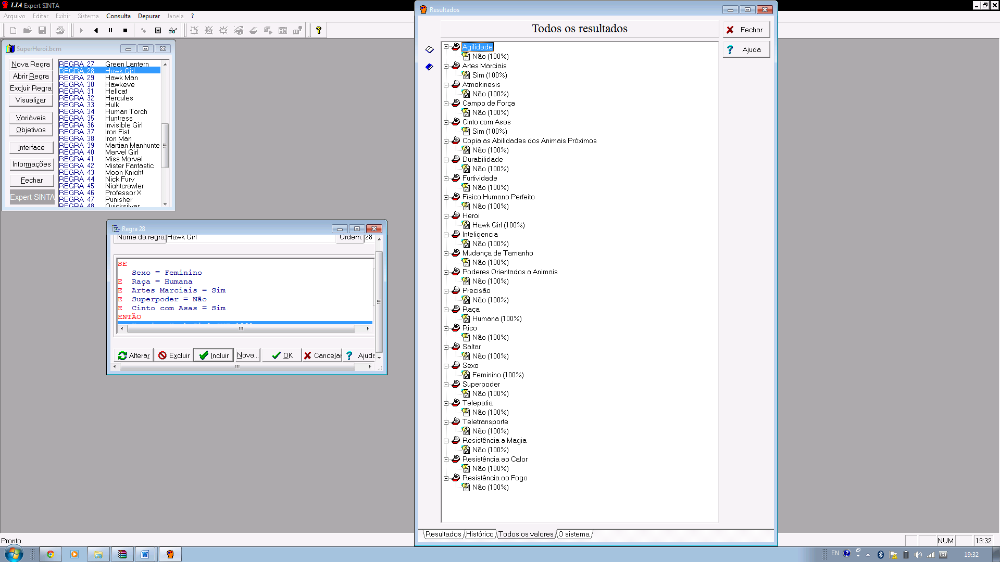 LIA Expert SINTA
Arquivo Editar Exibir Sistema Consulta Depurar Janela ?
SuperHeroi.bcm
Nova Regra
Abrir Regra
Excluir Regra
Visualizar
Variáveis
Objetivos
Interface
Informações
Fechar
Expert SINTA
REGRA 27 Green Lantern
REGRA 28 Hawk Girl
REGRA 29 Hawk Man
REGRA 30 Hawkeye
REGRA 31 Hellcat
REGRA 32 Hercules
REGRA 33 Hulk
REGRA 34 Human Torch
REGRA 35 Huntress
REGRA 36 Invisible Girl
REGRA 37 Iron Fist
REGRA 38 Iron Man
REGRA 39 Martian Manhunte
REGRA 40 Marvel Girl
REGRA 41 Miss Marvel
REGRA 42 Mister Fantastic
REGRA 43 Moon Knight
REGRA 44 Nick Fury
REGRA 45 Nightcrawler
REGRA 46 Professor X
REGRA 47 Punisher
REGRA 48 Quicksilver
Regra 28
Nome da regra: Hawk Girl Ordem: 28
SE
Sexo = Feminino
E Raça = Humana
E Artes Marciais = Sim
E Superpoder = Não
E Cinto com Asas = Sim
ENTÃO
Alterar Excluir Incluir Nova... OK Cancelar Ajuda
Resultados
Todos os resultados
Fechar
Ajuda
Agilidade
Não (100%)
Artes Marciais
Sim (100%)
Atmokinesis
Não (100%)
Campo de Força
Não (100%)
Cinto com Asas
Sim (100%)
Copia as Abilidades dos Animais Próximos
Não (100%)
Durabilidade
Não (100%)
Furtividade
Não (100%)
Físico Humano Perfeito
Não (100%)
Heroi
Hawk Girl (100%)
Inteligencia
Não (100%)
Mudança de Tamanho
Não (100%)
Poderes Orientados a Animais
Não (100%)
Precisão
Não (100%)
Raça
Humana (100%)
Rico
Não (100%)
Saltar
Não (100%)
Sexo
Feminino (100%)
Superpoder
Não (100%)
Telepatia
Não (100%)
Teletransporte
Não (100%)
Resistência a Magia
Não (100%)
Resistência ao Calor
Não (100%)
Resistência ao Fogo
Não (100%)
Resultados Histórico Todos os valores O sistema
Pronto.
NUM 19:32
EN 19:32